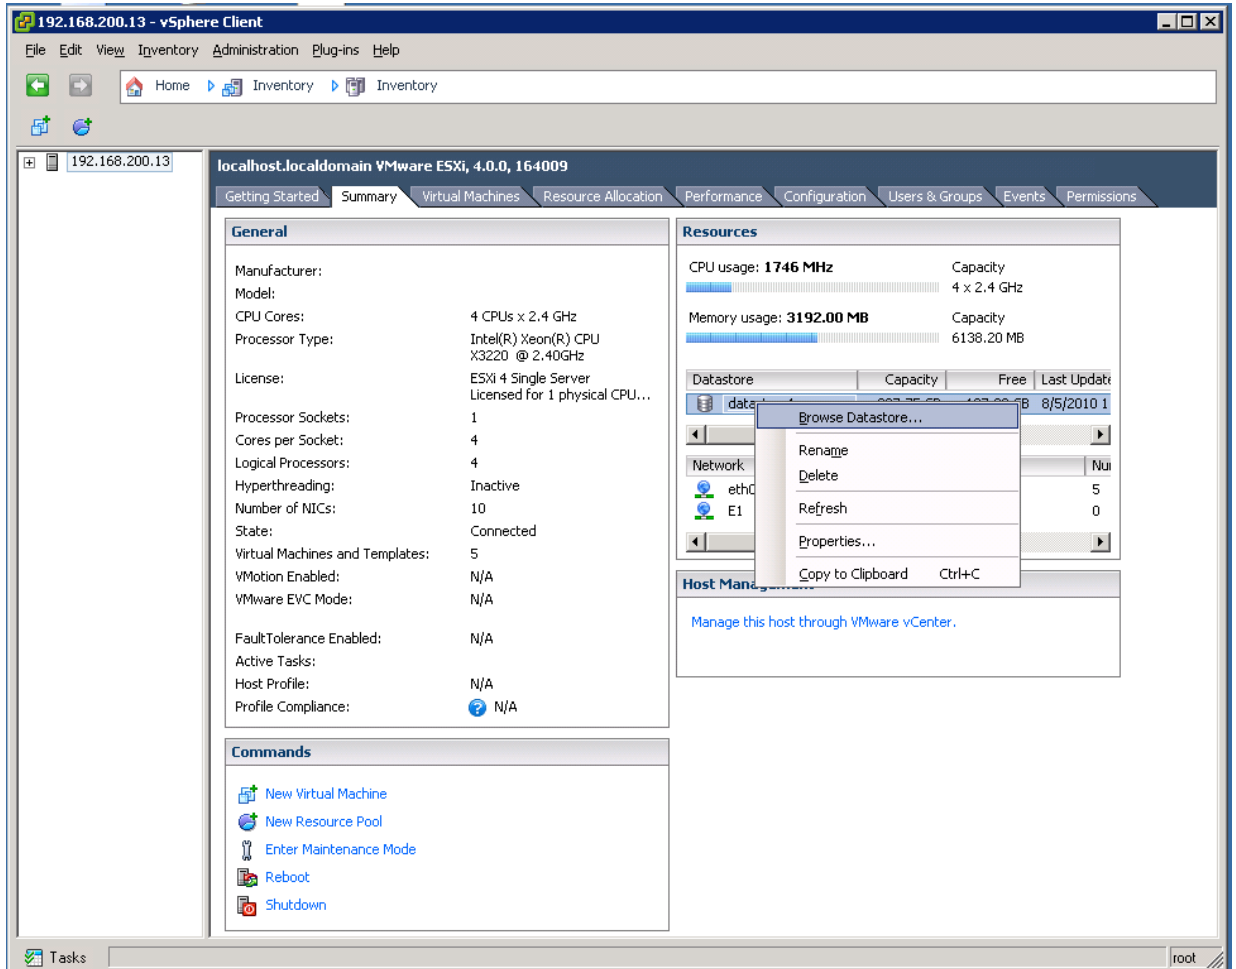 192.168.200.13 - vSphere Client
File Edit View Inventory Administration Plug-ins Help
Home Inventory Inventory
192.168.200.13
localhost.localdomain VMware ESXi, 4.0.0, 164009
Getting Started Summary Virtual Machines Resource Allocation Performance Configuration Users & Groups Events Permissions
General
Manufacturer:
Model:
CPU Cores: 4 CPUs x 2.4 GHz
Processor Type: Intel(R) Xeon(R) CPU
X3220 @ 2.40GHz
License: ESXi 4 Single Server
Licensed for 1 physical CPU...
Processor Sockets: 1
Cores per Socket: 4
Logical Processors: 4
Hyperthreading: Inactive
Number of NICs: 10
State: Connected
Virtual Machines and Templates: 5
VMotion Enabled: N/A
VMware EVC Mode: N/A
FaultTolerance Enabled: N/A
Active Tasks:
Host Profile: N/A
Profile Compliance: N/A
Commands
New Virtual Machine
New Resource Pool
Enter Maintenance Mode
Reboot
Shutdown
Resources
CPU usage: 1746 MHz Capacity
4 x 2.4 GHz
Memory usage: 3192.00 MB Capacity
6138.20 MB
Datastore Capacity Free Last Update
8/5/2010 1
Browse Datastore...
Rename
Delete
Refresh
Properties...
Copy to Clipboard Ctrl+C
Network
eth0 5
E1 0
Host
Manage this host through VMware vCenter.
Tasks
root